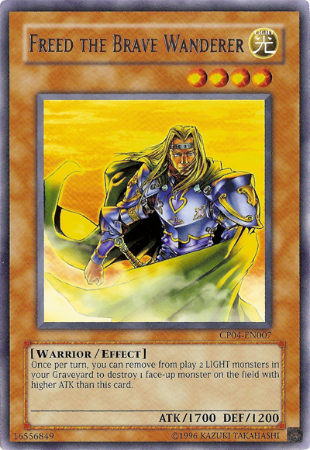 FREED THE BRAVE WANDERER
LIGHT
光
CP04-EN007
[WARRIOR/EFFECT]
Once per turn, you can remove from play 2 LIGHT monsters
in your Graveyard to destroy 1 face-up monster on the field with
higher ATK than this card.
ATK/1700 DEF/1200
16556849
©1996 KAZUKI TAKAHASHI